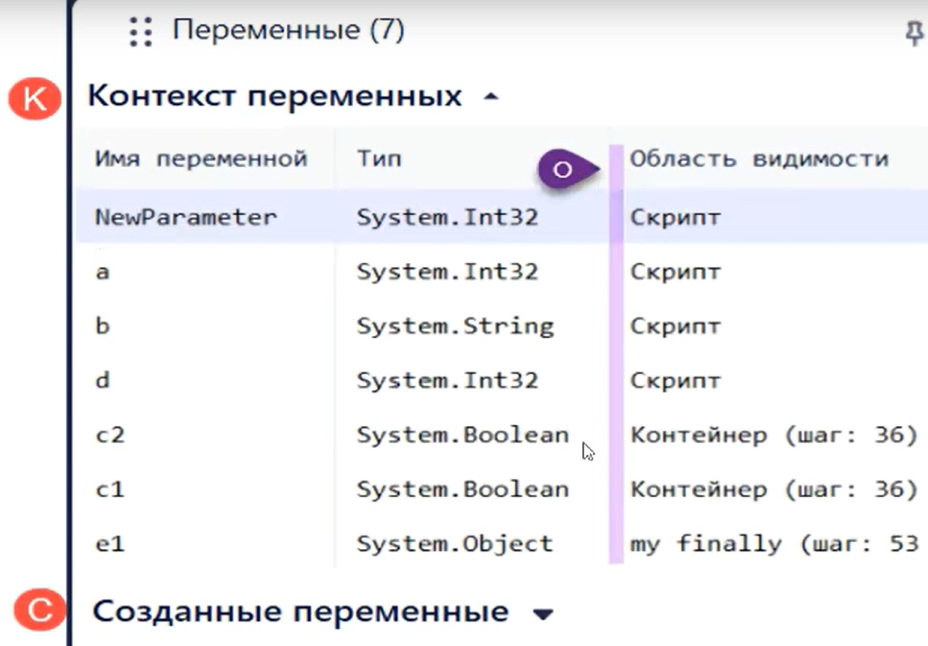 Переменные (7)
К Контекст переменных
Имя переменной Тип О Область видимости
NewParameter System.Int32 Скрипт
a System.Int32 Скрипт
b System.String Скрипт
d System.Int32 Скрипт
c2 System.Boolean Контейнер (шаг: 36)
c1 System.Boolean Контейнер (шаг: 36)
e1 System.Object my finally (шаг: 53
С Созданные переменные